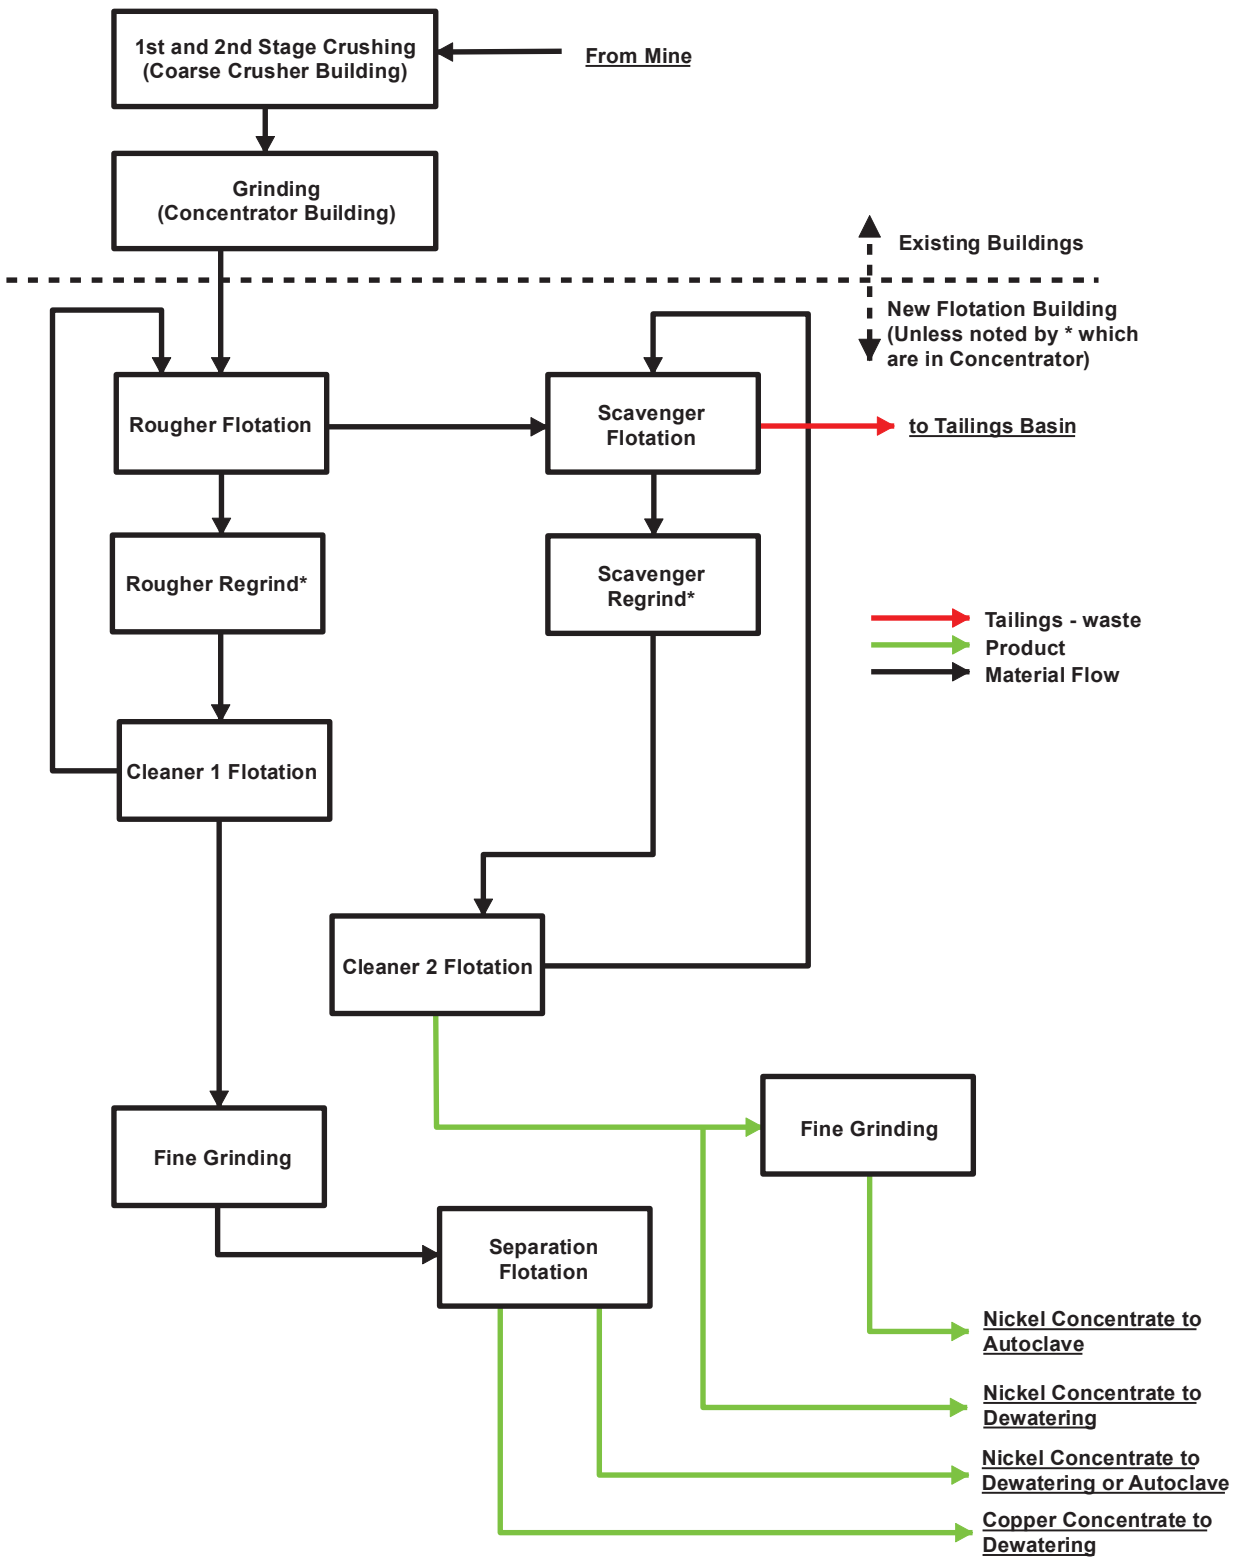 1st and 2nd Stage Crushing
(Coarse Crusher Building)
From Mine
Grinding
(Concentrator Building)
Existing Buildings
New Flotation Building
(Unless noted by * which
are in Concentrator)
Rougher Flotation
Scavenger
Flotation
to Tailings Basin
Rougher Regrind*
Scavenger
Regrind*
Tailings - waste
Product
Material Flow
Cleaner 1 Flotation
Cleaner 2 Flotation
Fine Grinding
Fine Grinding
Separation
Flotation
Nickel Concentrate to
Autoclave
Nickel Concentrate to
Dewatering
Nickel Concentrate to
Dewatering or Autoclave
Copper Concentrate to
Dewatering